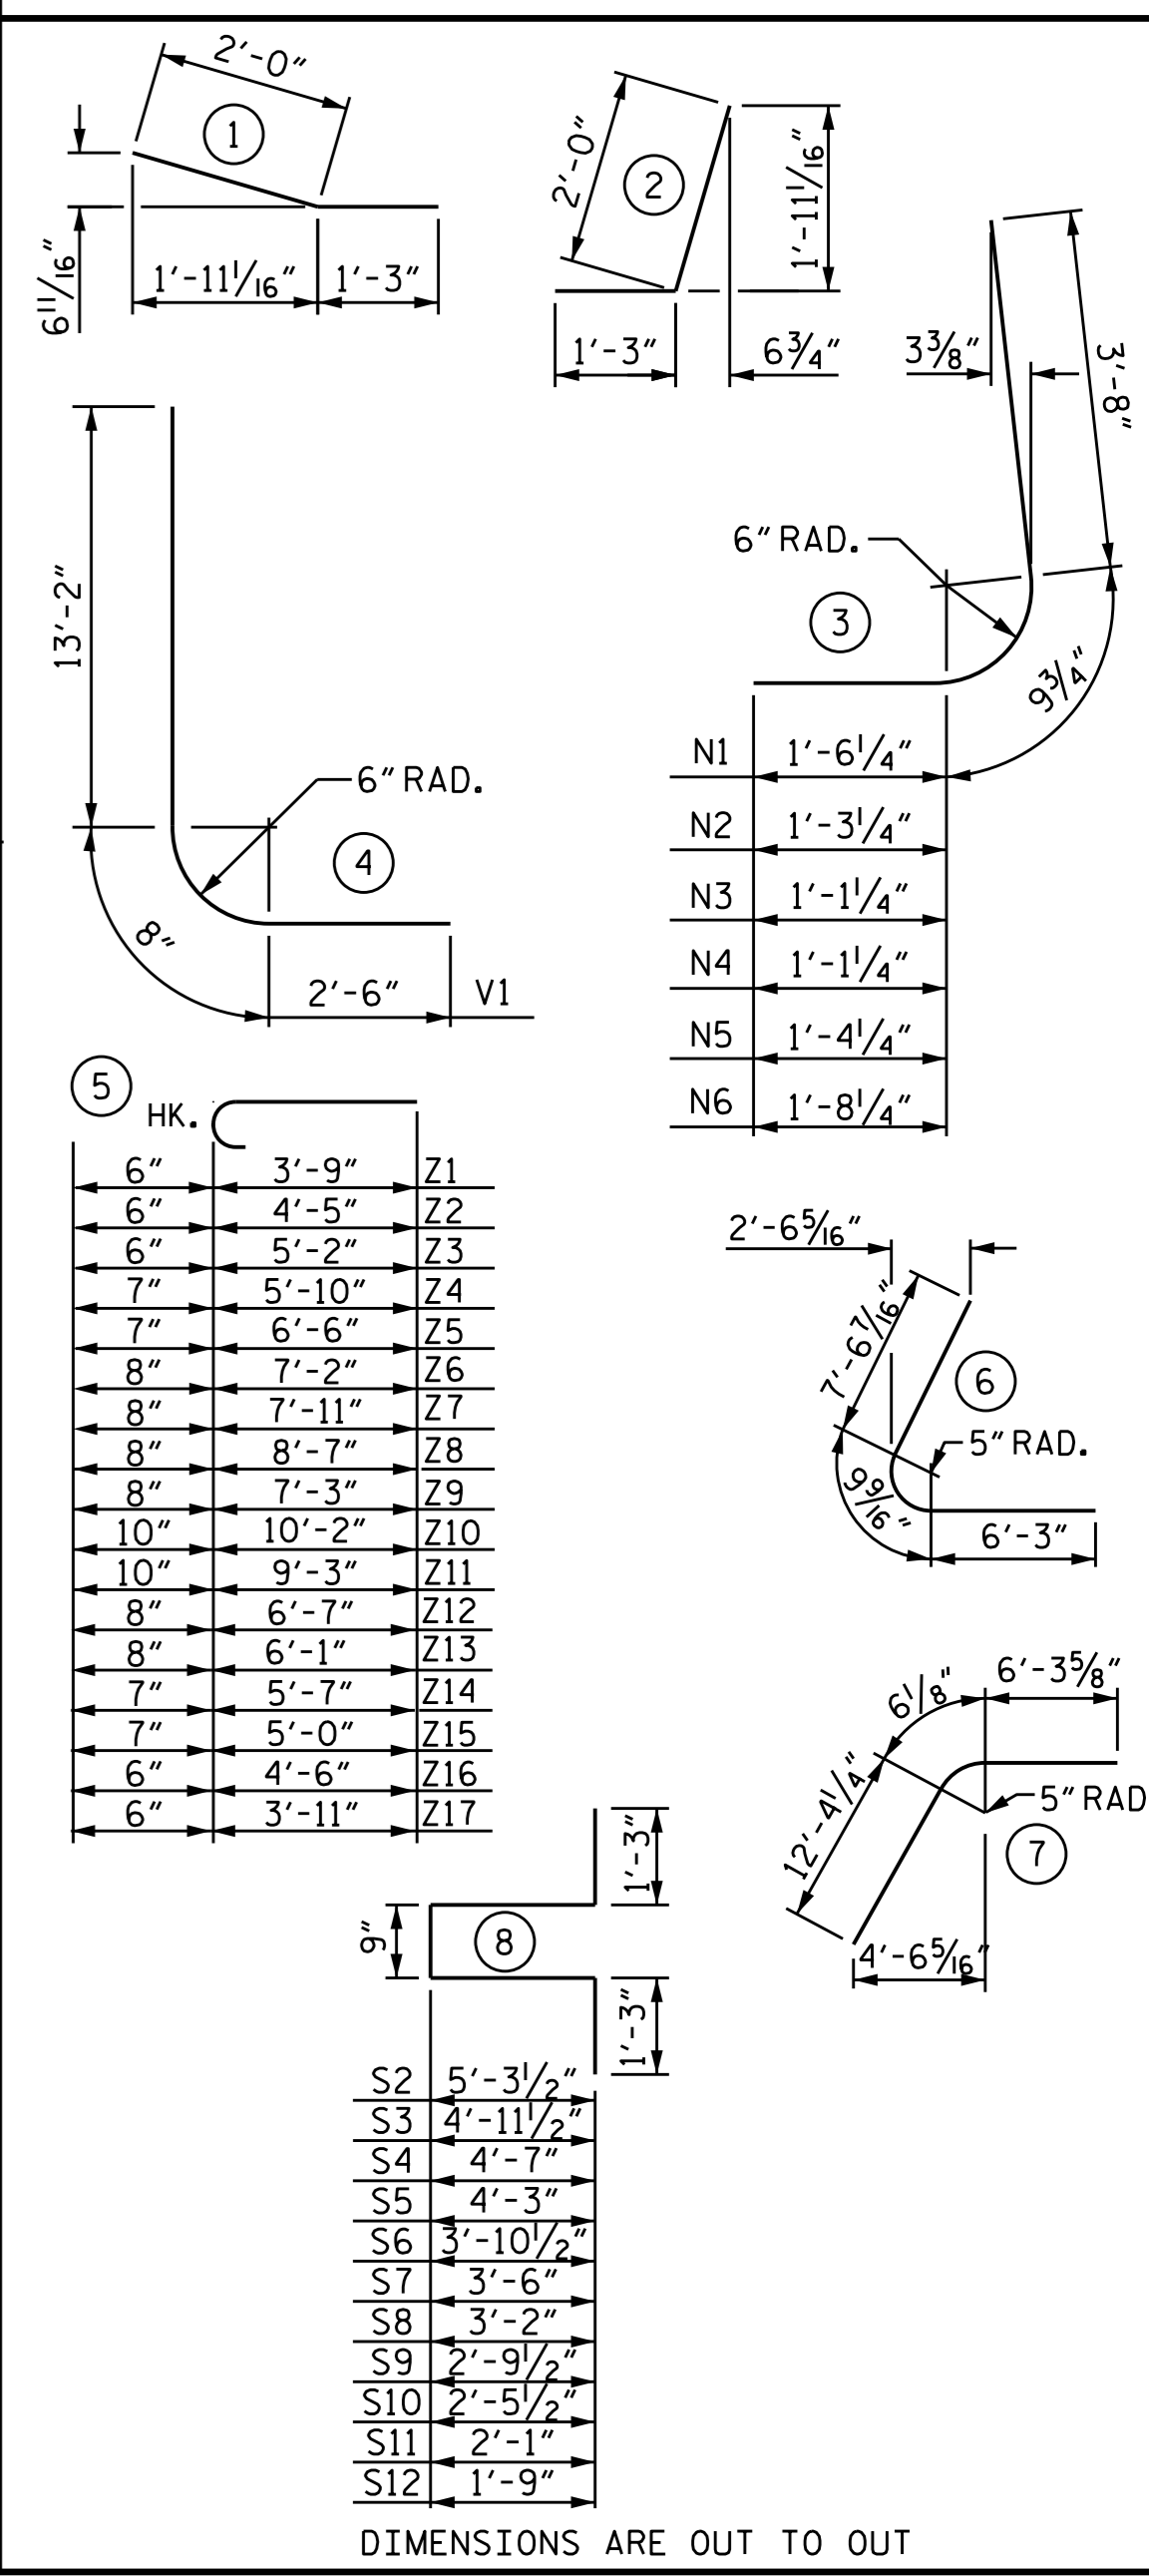 2'-0"
1
6 11/16"
1'-11 1/16"
1'-3"
2'-0"
2
1'-11 1/16"
1'-3"
6 3/4"
3 3/8"
3'-8"
6" RAD.
3
9 3/4"
N1 1'-6 1/4"
N2 1'-3 1/4"
N3 1'-1 1/4"
N4 1'-1 1/4"
N5 1'-4 1/4"
N6 1'-8 1/4"
13'-2"
6" RAD.
4
8"
2'-6" V1
5
HK.
6" 3'-9" Z1
6" 4'-5" Z2
6" 5'-2" Z3
7" 5'-10" Z4
7" 6'-6" Z5
8" 7'-2" Z6
8" 7'-11" Z7
8" 8'-7" Z8
8" 7'-3" Z9
10" 10'-2" Z10
10" 9'-3" Z11
8" 6'-7" Z12
8" 6'-1" Z13
7" 5'-7" Z14
7" 5'-0" Z15
6" 4'-6" Z16
6" 3'-11" Z17
2'-6 5/16"
7'-6 7/16"
6
5" RAD.
9 9/16"
6'-3"
6 1/8"
6'-3 5/8"
12'-4 1/4"
5" RAD
7
4'-6 5/16"
1'-3"
9"
8
1'-3"
S2 5'-3 1/2"
S3 4'-11 1/2"
S4 4'-7"
S5 4'-3"
S6 3'-10 1/2"
S7 3'-6"
S8 3'-2"
S9 2'-9 1/2"
S10 2'-5 1/2"
S11 2'-1"
S12 1'-9"
DIMENSIONS ARE OUT TO OUT